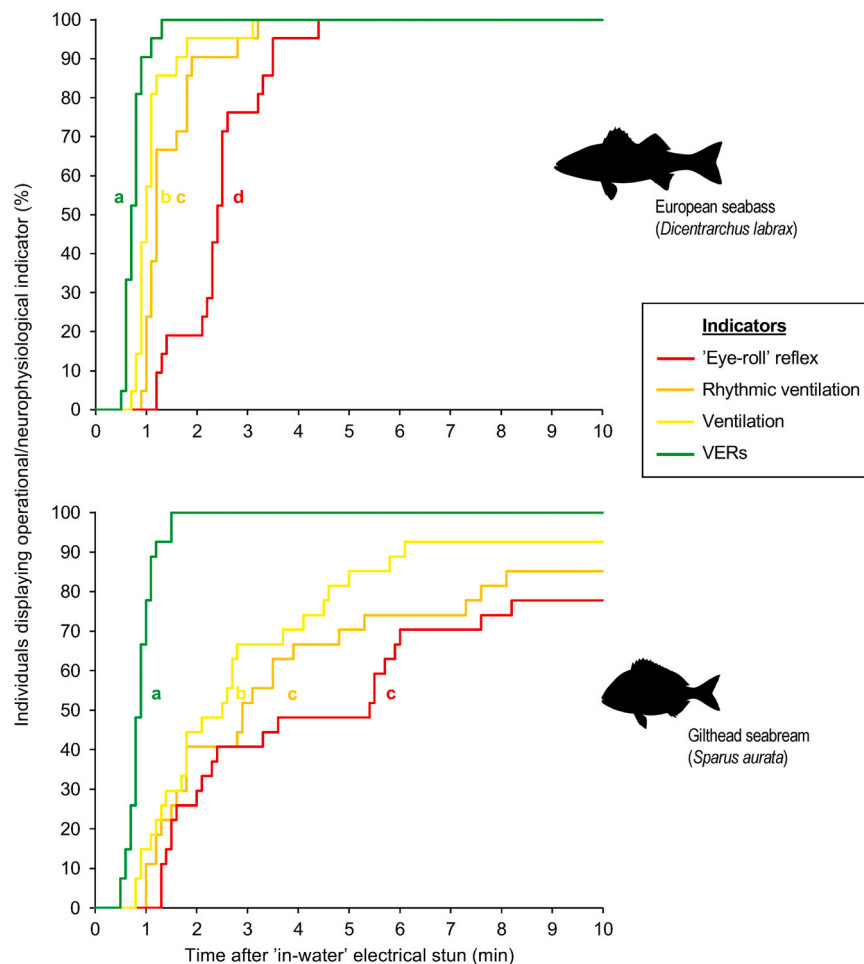 Individuals displaying operational/neurophysiological indicator (%)
100
90
80
70
60
50
40
30
20
10
0
a
b
c
d
0 1 2 3 4 5 6 7 8 9 10
European seabass
(Dicentrarchus labrax)
Indicators
'Eye-roll' reflex
Rhythmic ventilation
Ventilation
VERs
100
90
80
70
60
50
40
30
20
10
0
a
b
c
c
0 1 2 3 4 5 6 7 8 9 10
Time after 'in-water' electrical stun (min)
Gilthead seabream
(Sparus aurata)